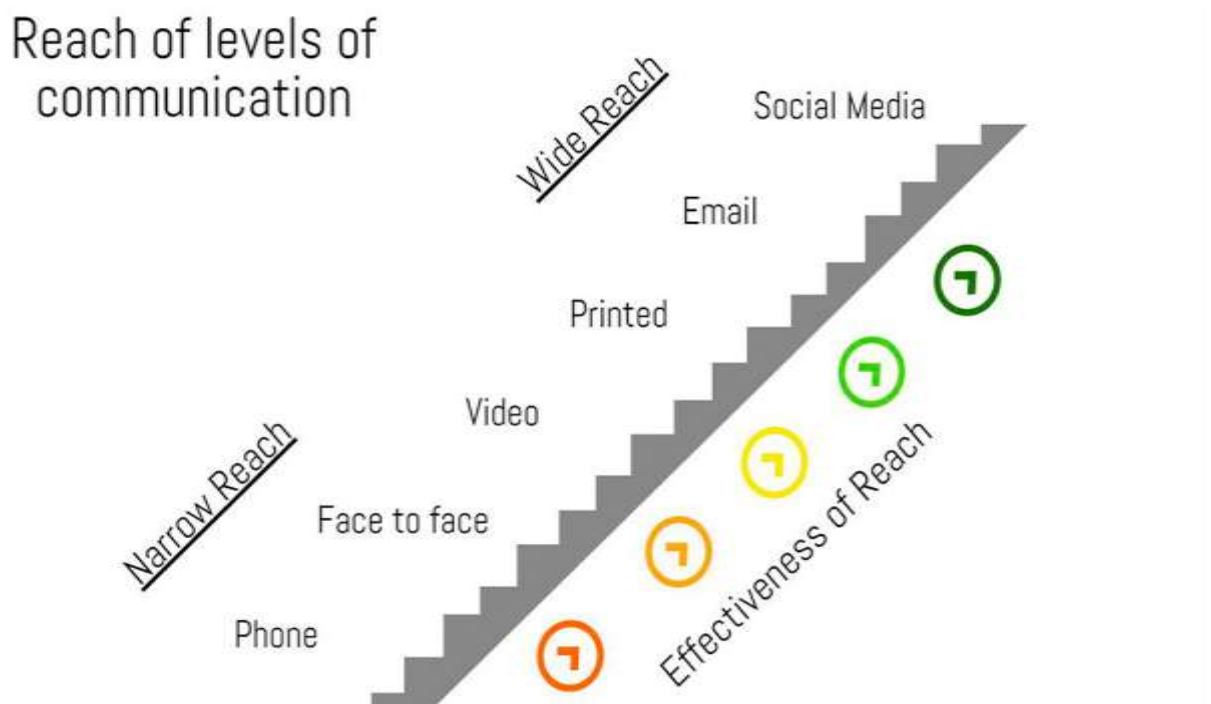 Reach of levels of
communication
Wide Reach
Social Media
Email
Printed
Video
Narrow Reach
Face to face
Phone
Effectiveness of Reach